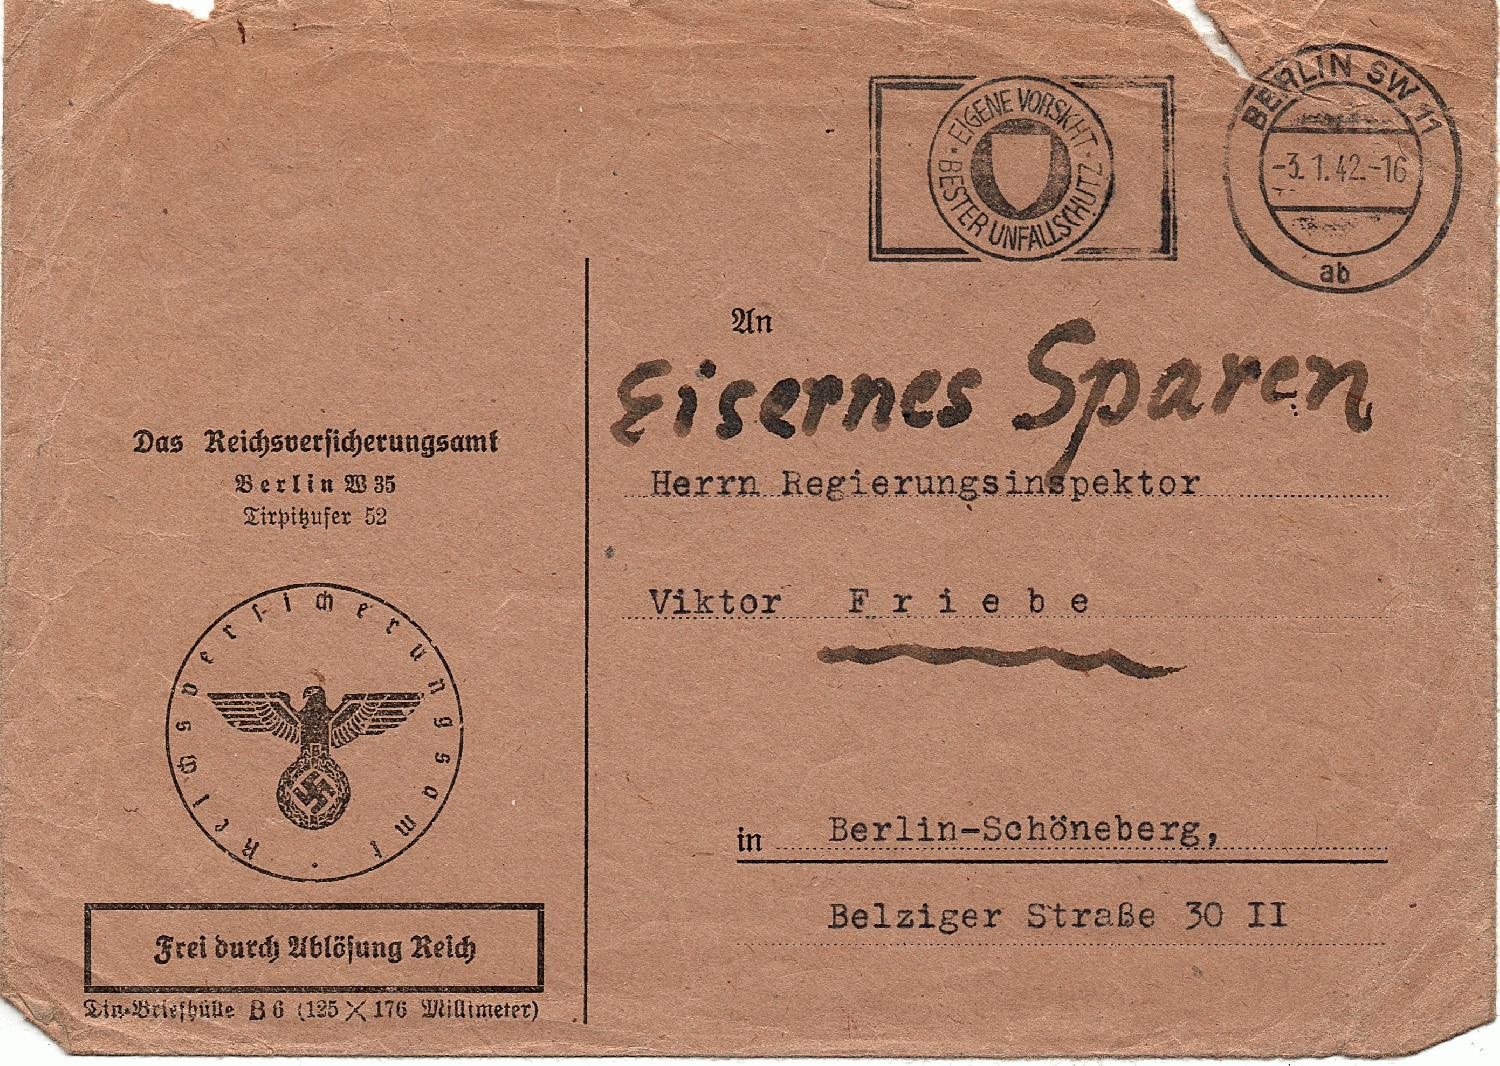 EIGENE VORSICHT · BESTER UNFALLSCHUTZ ·
BERLIN SW 11
-3.1.42.-16
ab
An
Eisernes Sparen
Herrn Regierungsinspektor
Viktor Friebe
in Berlin-Schöneberg,
Belziger Straße 30 II
Das Reichsversicherungsamt
Berlin W 35
Tirpitzufer 52
Reichsversicherungsamt
Frei durch Ablösung Reich
Din-Briefhülle B 6 (125 X 176 Millimeter)